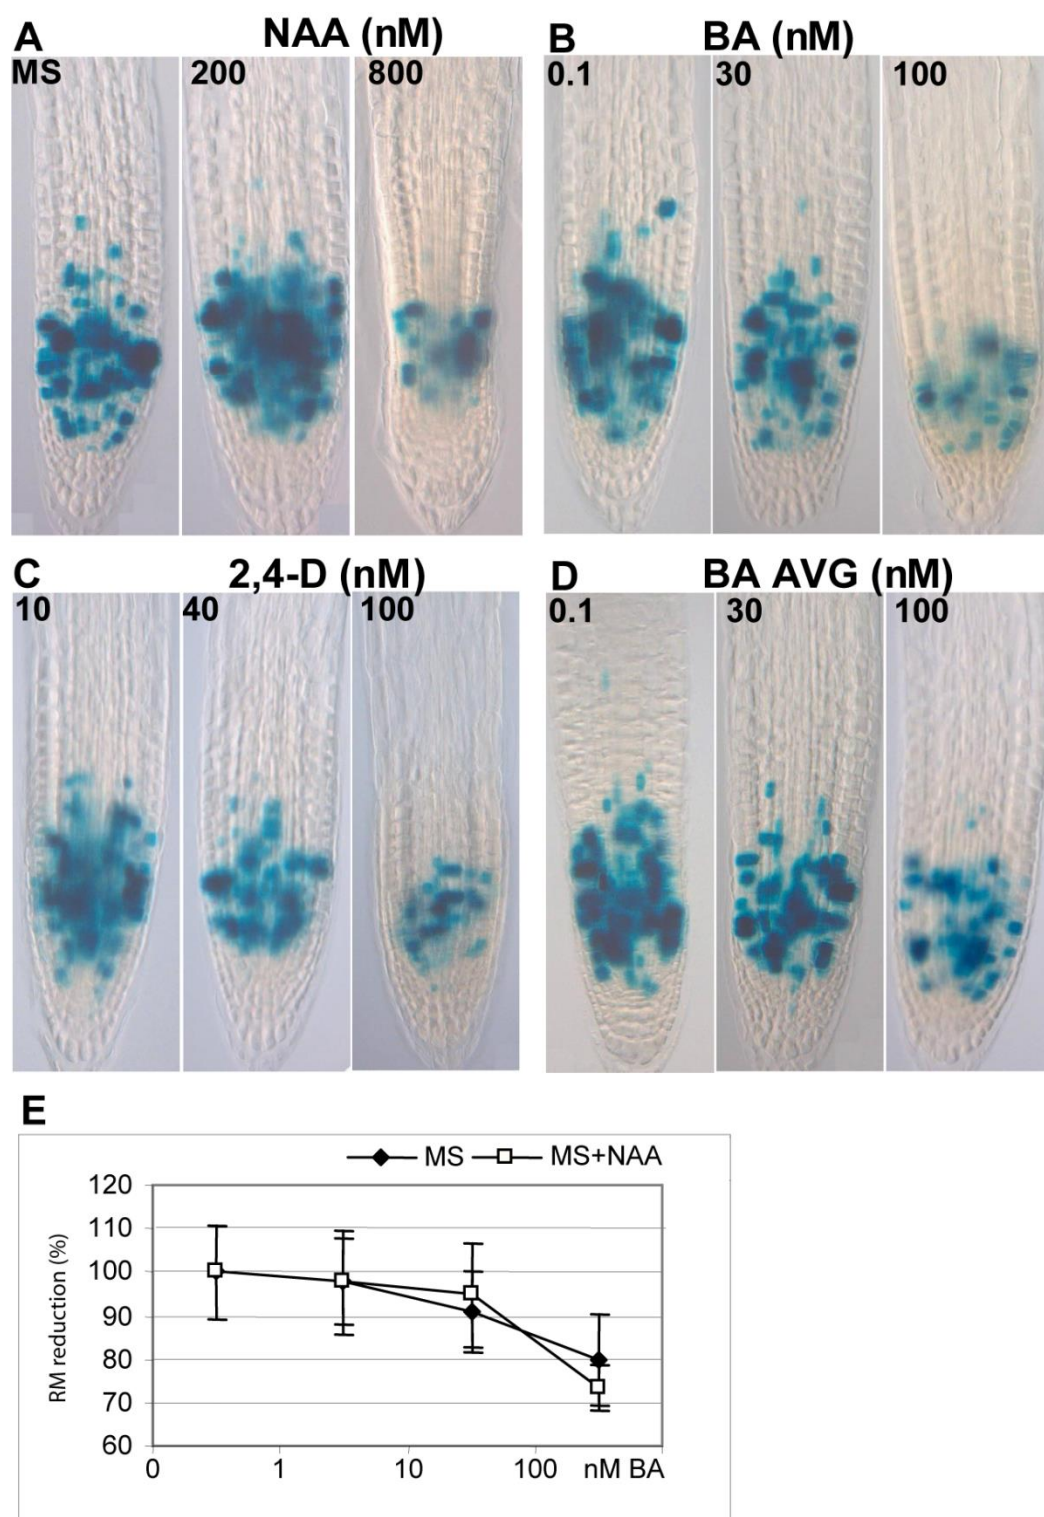 A NAA (nM)
MS 200 800
B BA (nM)
0.1 30 100
C 2,4-D (nM)
10 40 100
D BA AVG (nM)
0.1 30 100
E
MS MS+NAA
RM reduction (%)
120
110
100
90
80
70
60
0 1 10 100 nM BA